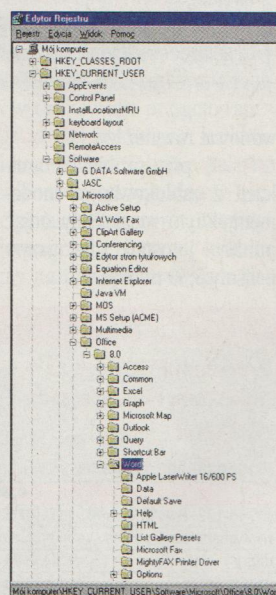 Edytor Rejestru
Rejestr Edycja Widok Pomoc
Mój komputer
HKEY_CLASSES_ROOT
HKEY_CURRENT_USER
AppEvents
Control Panel
InstallLocationsMRU
keyboard layout
Network
RemoteAccess
Software
G DATA Software GmbH
JASC
Microsoft
Active Setup
At Work Fax
ClipArt Gallery
Conferencing
Edytor stron tytułowych
Equation Editor
Internet Explorer
Java VM
MOS
MS Setup (ACME)
Multimedia
Office
8.0
Access
Common
Excel
Graph
Microsoft Map
Outlook
Query
Shortcut Bar
Word
Apple LaserWriter 16/600 PS
Data
Default Save
Help
HTML
List Gallery Presets
Microsoft Fax
MightyFAX Printer Driver
Options
Mój komputer\HKEY_CURRENT_USER\Software\Microsoft\Office\8.0\Wor